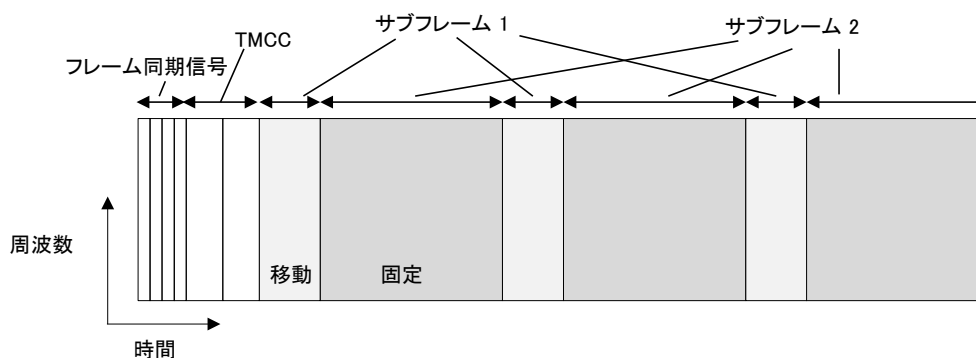 サブフレーム 1
サブフレーム 2
TMCC
フレーム同期信号
周波数
移動
固定
時間